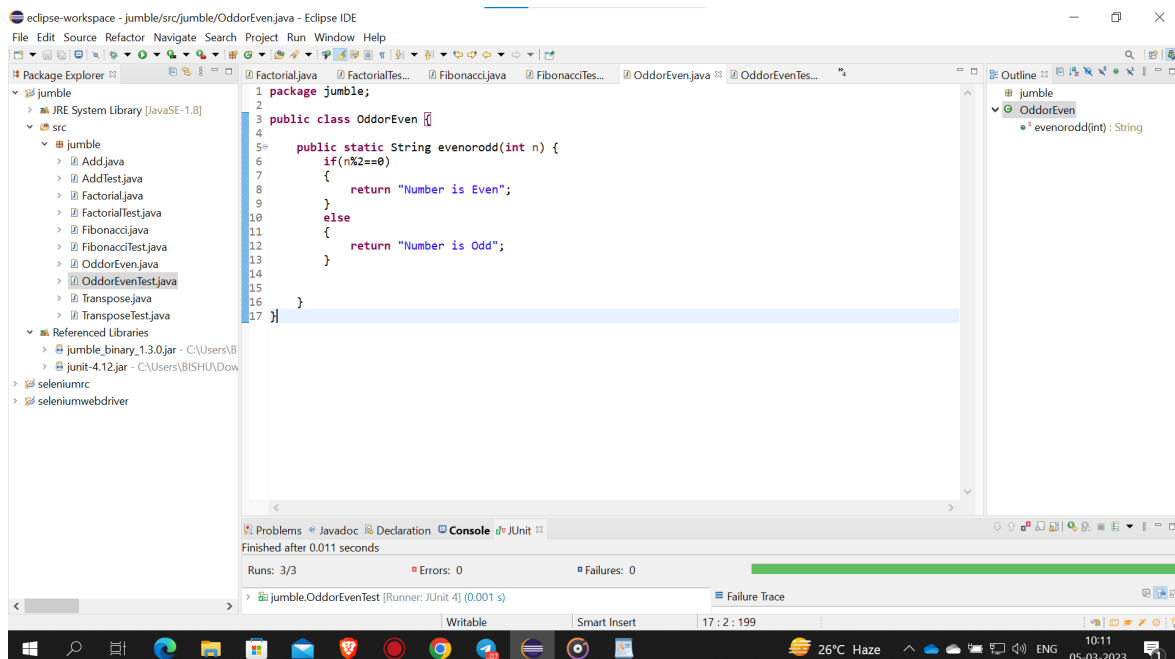 eclipse-workspace - jumble/src/jumble/OddorEven.java - Eclipse IDE
File Edit Source Refactor Navigate Search Project Run Window Help
Package Explorer
jumble
JRE System Library [JavaSE-1.8]
src
jumble
Add.java
AddTest.java
Factorial.java
FactorialTest.java
Fibonacci.java
FibonacciTest.java
OddorEven.java
OddorEvenTest.java
Transpose.java
TransposeTest.java
Referenced Libraries
jumble_binary_1.3.0.jar - C:\Users\B
junit-4.12.jar - C:\Users\BISHU\Dow
seleniumrc
seleniumwebdriver
Factorial.java FactorialTes... Fibonacci.java FibonacciTes... OddorEven.java OddorEvenTes... »4
1 package jumble;
2
3 public class OddorEven {
4
5 public static String evenorodd(int n) {
6 if(n%2==0)
7 {
8 return "Number is Even";
9 }
10 else
11 {
12 return "Number is Odd";
13 }
14
15
16 }
17 }
Outline
jumble
OddorEven
evenorodd(int) : String
Problems Javadoc Declaration Console JUnit
Finished after 0.011 seconds
Runs: 3/3 Errors: 0 Failures: 0
jumble.OddorEvenTest [Runner: JUnit 4] (0.001 s)
Failure Trace
Writable Smart Insert 17 : 2 : 199
26°C Haze ENG
10:11
05-03-2023